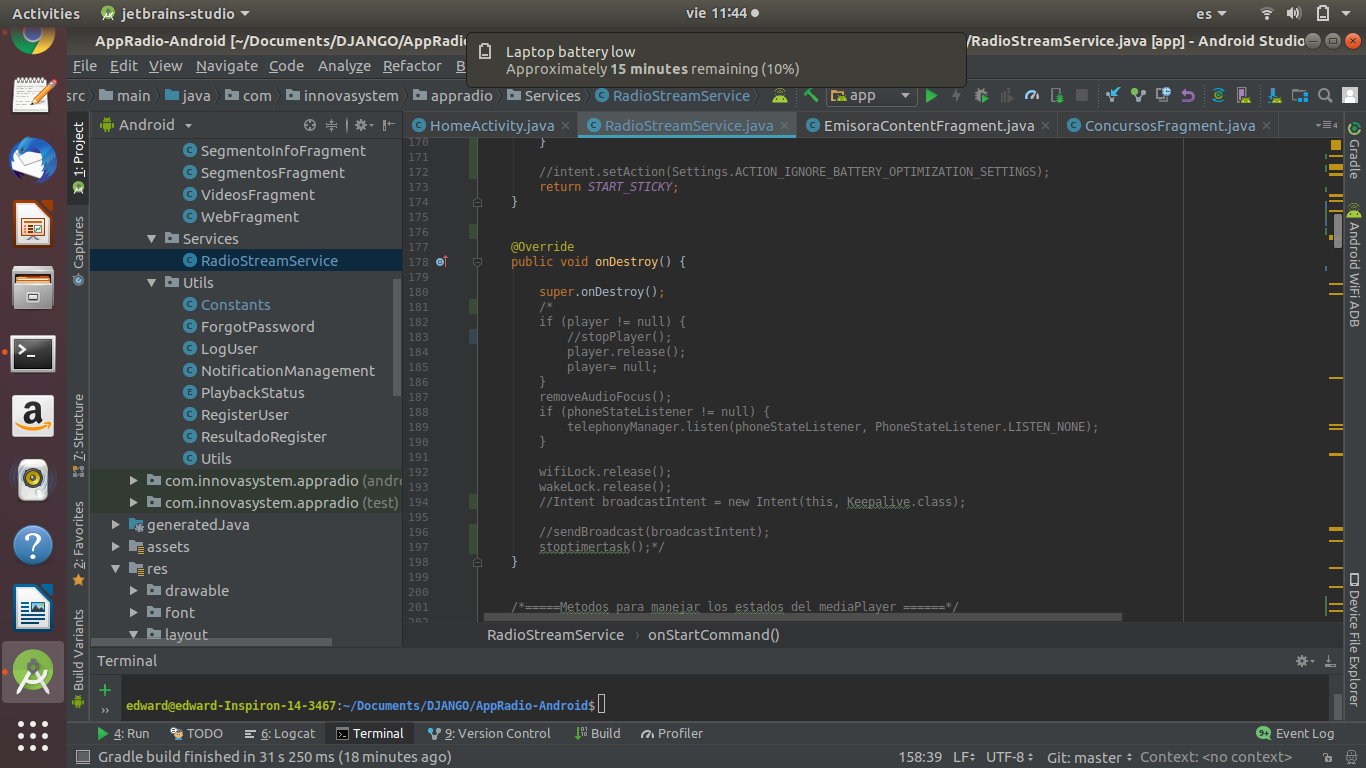 Activities
jetbrains-studio
vie 11:44
es
AppRadio-Android [~/Documents/DJANGO/AppRadio
/RadioStreamService.java [app] - Android Studio
Laptop battery low
Approximately 15 minutes remaining (10%)
File Edit View Navigate Code Analyze Refactor B
src main java com innovasystem appradio Services RadioStreamService
app
Android
HomeActivity.java
RadioStreamService.java
EmisoraContentFragment.java
ConcursosFragment.java
4
1: Project
Captures
7: Structure
2: Favorites
Build Variants
SegmentoInfoFragment
SegmentosFragment
VideosFragment
WebFragment
Services
RadioStreamService
Utils
Constants
ForgotPassword
LogUser
NotificationManagement
PlaybackStatus
RegisterUser
ResultadoRegister
Utils
com.innovasystem.appradio (andro
com.innovasystem.appradio (test)
generatedJava
assets
res
drawable
font
layout
170 }
171
172 //intent.setAction(Settings.ACTION_IGNORE_BATTERY_OPTIMIZATION_SETTINGS);
173 return START_STICKY;
174 }
175
176
177 @Override
178 public void onDestroy() {
179
180 super.onDestroy();
181 /*
182 if (player != null) {
183 //stopPlayer();
184 player.release();
185 player= null;
186 }
187 removeAudioFocus();
188 if (phoneStateListener != null) {
189 telephonyManager.listen(phoneStateListener, PhoneStateListener.LISTEN_NONE);
190 }
191
192 wifiLock.release();
193 wakeLock.release();
194 //Intent broadcastIntent = new Intent(this, Keepalive.class);
195
196 //sendBroadcast(broadcastIntent);
197 stoptimertask();*/
198 }
199
200
201 /*=====Metodos para manejar los estados del mediaPlayer ======*/
202
Gradle
Android WiFi ADB
Device File Explorer
RadioStreamService › onStartCommand()
Terminal
edward@edward-Inspiron-14-3467:~/Documents/DJANGO/AppRadio-Android$
4: Run TODO 6: Logcat Terminal 9: Version Control Build Profiler
Event Log
Gradle build finished in 31 s 250 ms (18 minutes ago)
158:39 LF÷ UTF-8 ÷ Git: master ÷ Context: <no context>